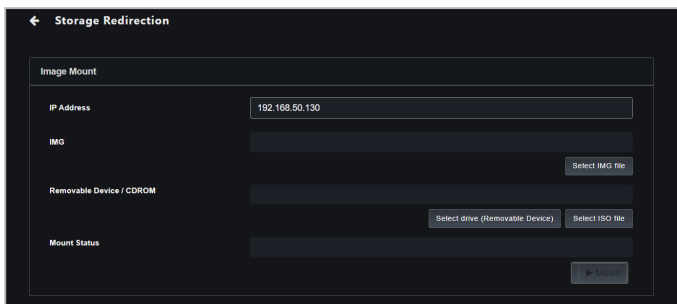 Storage Redirection
Image Mount
IP Address
192.168.50.130
IMG
Select IMG file
Removable Device / CDROM
Select drive (Removable Device) Select ISO file
Mount Status
Mount